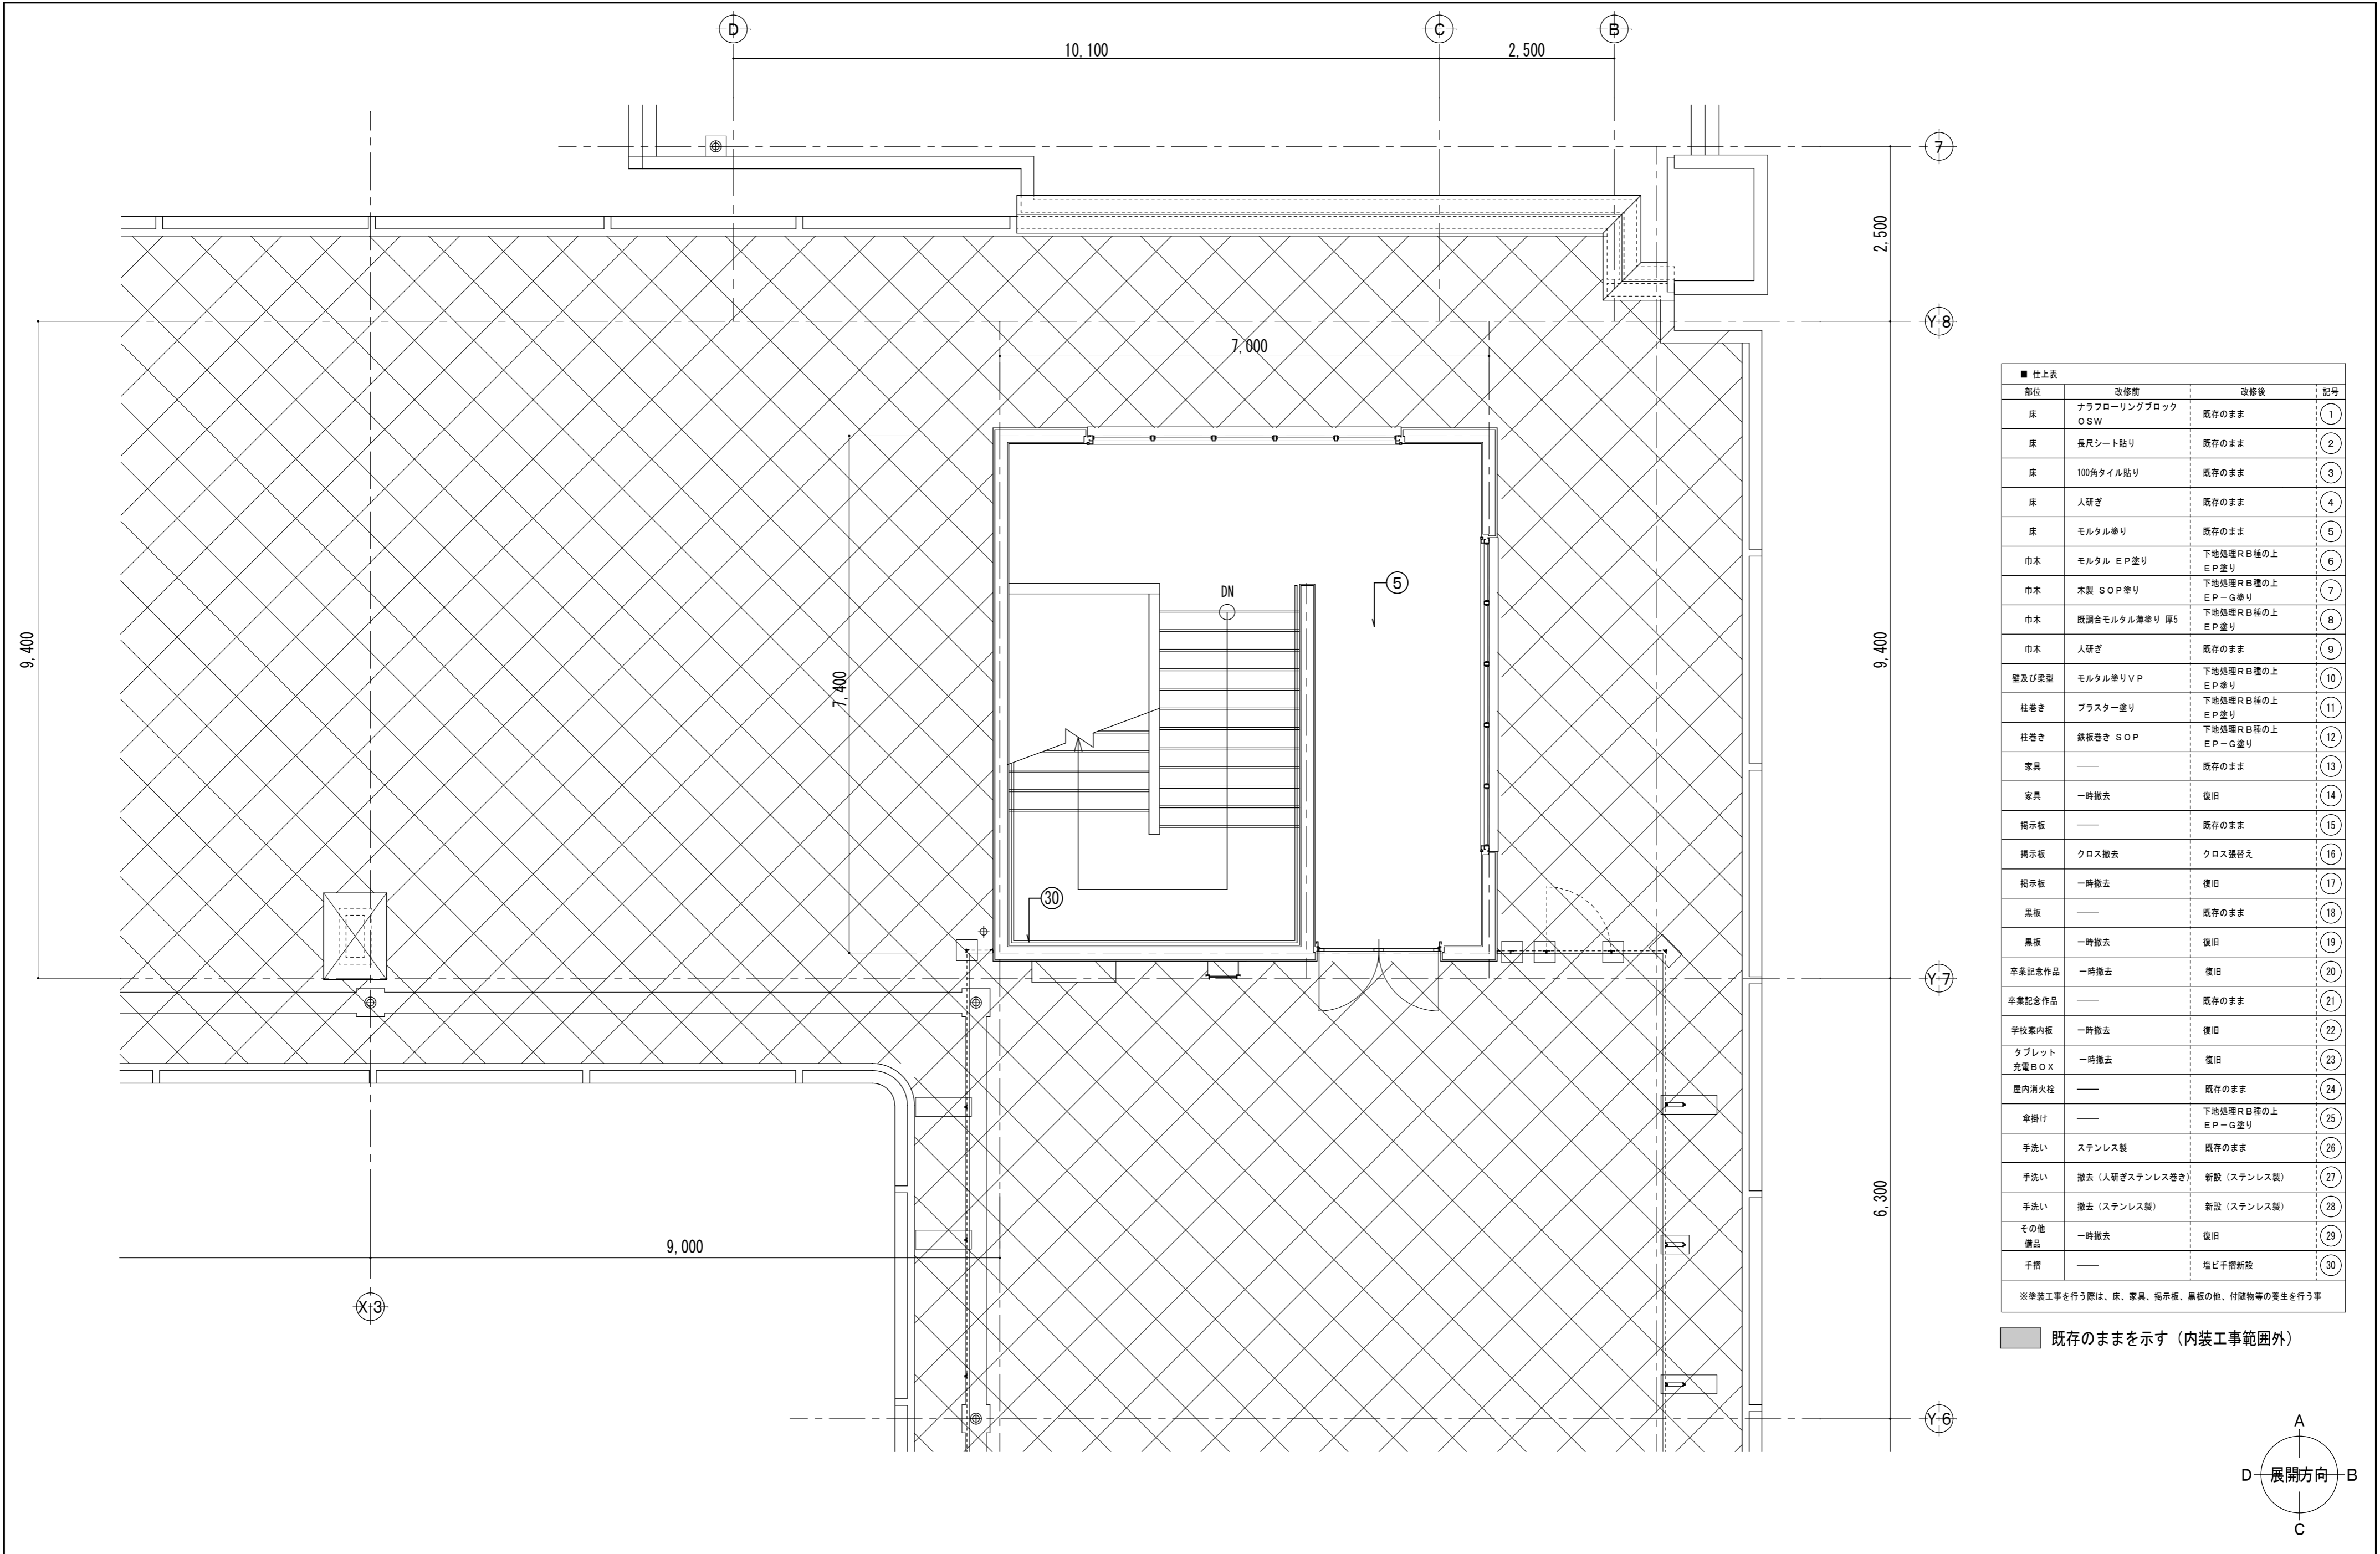 D
C
B
10,100
2,500
7
2,500
Y-8
7,000
9,400
7,400
9,400
DN
5
30
Y-7
6,300
9,000
X-3
Y-6
■ 仕上表
部位 改修前 改修後 記号
床 ナラフローリングブロック OSW 既存のまま 1
床 長尺シート貼り 既存のまま 2
床 100角タイル貼り 既存のまま 3
床 人研ぎ 既存のまま 4
床 モルタル塗り 既存のまま 5
巾木 モルタル EP塗り 下地処理RB種の上 EP塗り 6
巾木 木製 SOP塗り 下地処理RB種の上 EP-G塗り 7
巾木 既調合モルタル薄塗り 厚5 下地処理RB種の上 EP塗り 8
巾木 人研ぎ 既存のまま 9
壁及び梁型 モルタル塗りVP 下地処理RB種の上 EP塗り 10
柱巻き プラスター塗り 下地処理RB種の上 EP塗り 11
柱巻き 鉄板巻き SOP 下地処理RB種の上 EP-G塗り 12
家具 ── 既存のまま 13
家具 一時撤去 復旧 14
掲示板 ── 既存のまま 15
掲示板 クロス撤去 クロス張替え 16
掲示板 一時撤去 復旧 17
黒板 ── 既存のまま 18
黒板 一時撤去 復旧 19
卒業記念作品 一時撤去 復旧 20
卒業記念作品 ── 既存のまま 21
学校案内板 一時撤去 復旧 22
タブレット充電BOX 一時撤去 復旧 23
屋内消火栓 ── 既存のまま 24
傘掛け ── 下地処理RB種の上 EP-G塗り 25
手洗い ステンレス製 既存のまま 26
手洗い 撤去（人研ぎステンレス巻き） 新設（ステンレス製） 27
手洗い 撤去（ステンレス製） 新設（ステンレス製） 28
その他備品 一時撤去 復旧 29
手摺 ── 塩ビ手摺新設 30
※塗装工事を行う際は、床、家具、掲示板、黒板の他、付随物等の養生を行う事
既存のままを示す（内装工事範囲外）
A
D 展開方向 B
C